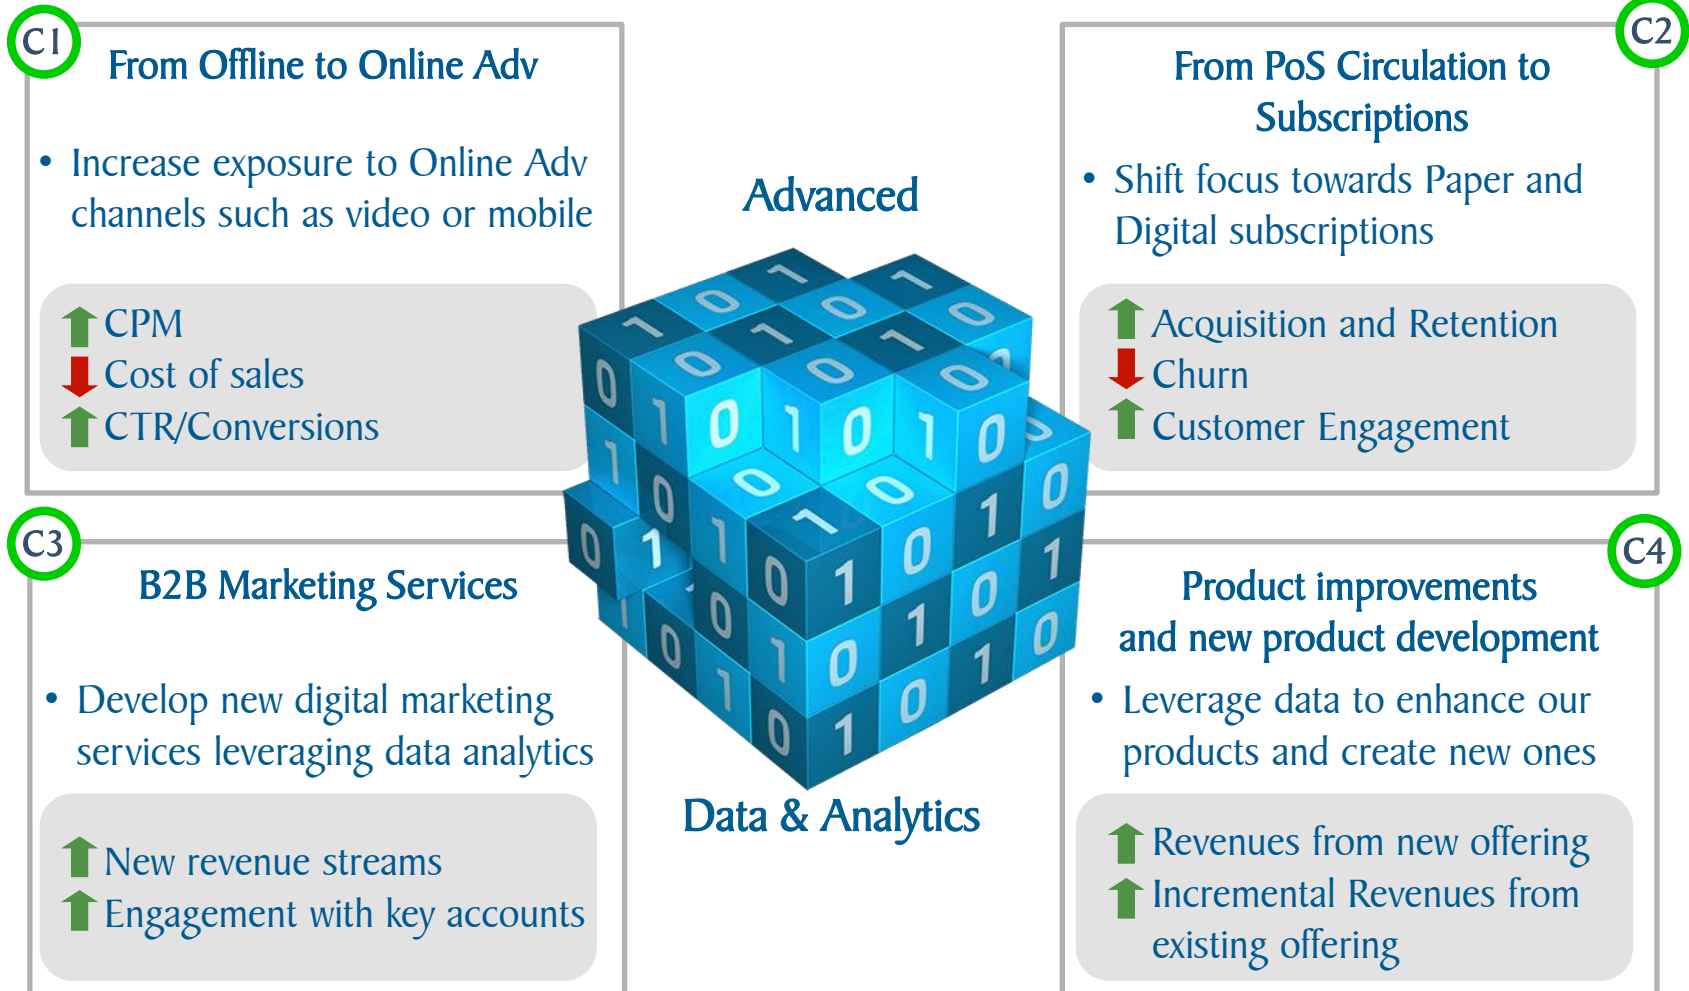 C1
From Offline to Online Adv
• Increase exposure to Online Adv
channels such as video or mobile
CPM
Cost of sales
CTR/Conversions
C2
From PoS Circulation to
Subscriptions
• Shift focus towards Paper and
Digital subscriptions
Acquisition and Retention
Churn
Customer Engagement
Advanced
Data & Analytics
C3
B2B Marketing Services
• Develop new digital marketing
services leveraging data analytics
New revenue streams
Engagement with key accounts
C4
Product improvements
and new product development
• Leverage data to enhance our
products and create new ones
Revenues from new offering
Incremental Revenues from
existing offering